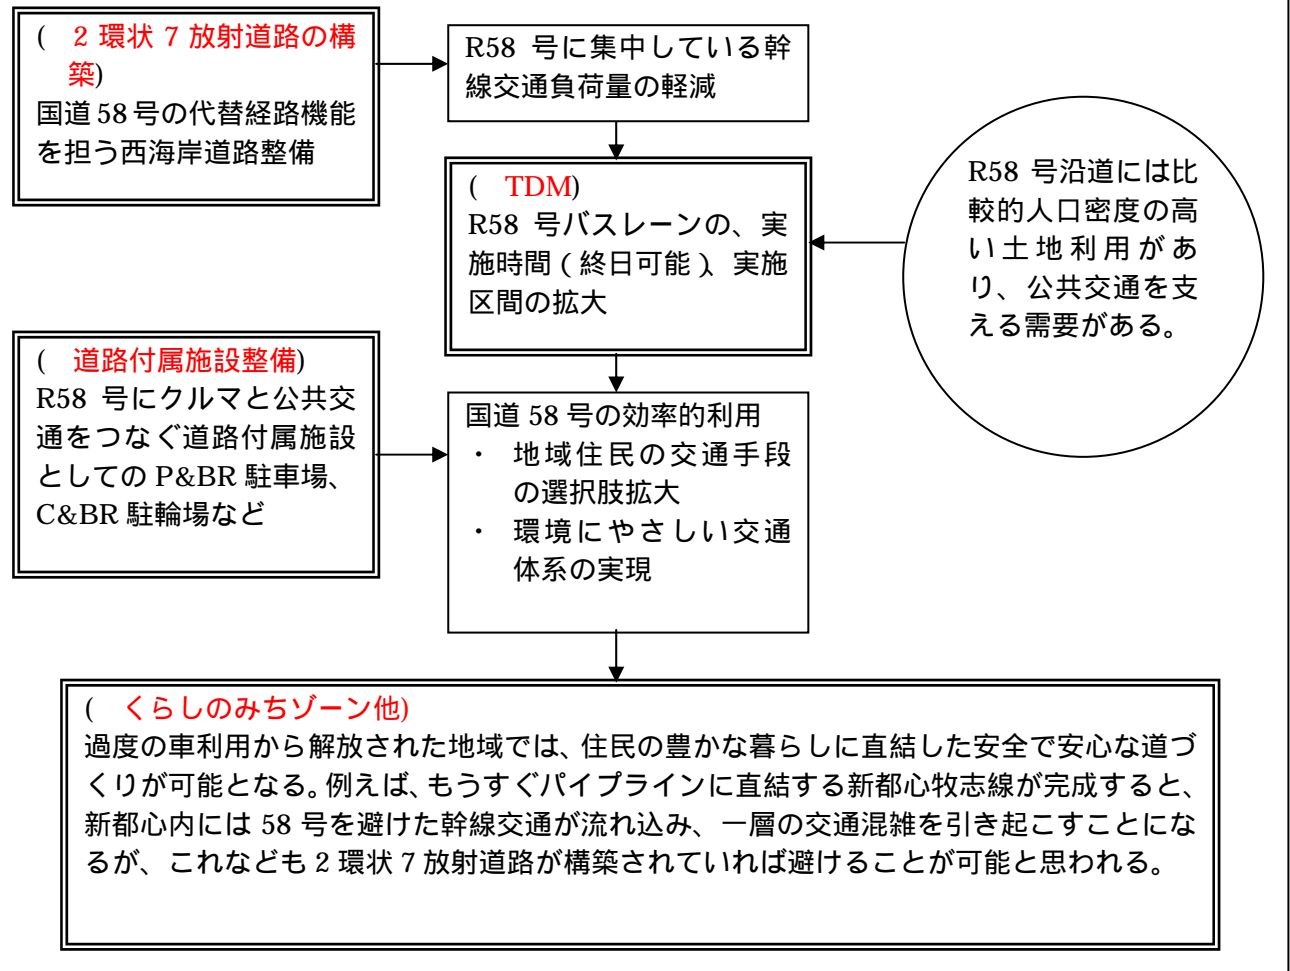 ( 2 環状 7 放射道路の構
築)
国道 58 号の代替経路機能
を担う西海岸道路整備
R58 号に集中している幹
線交通負荷量の軽減
( TDM)
R58 号バスレーンの、実
施時間（終日可能）、実施
区間の拡大
R58 号沿道には比
較的人口密度の高
い土地利用があ
り、公共交通を支
える需要がある。
( 道路付属施設整備)
R58 号にクルマと公共交
通をつなぐ道路付属施設
としての P&BR 駐車場、
C&BR 駐輪場など
国道 58 号の効率的利用
・ 地域住民の交通手段
の選択肢拡大
・ 環境にやさしい交通
体系の実現
( くらしのみちゾーン他)
過度の車利用から解放された地域では、住民の豊かな暮らしに直結した安全で安心な道づ
くりが可能となる。例えば、もうすぐパイプラインに直結する新都心牧志線が完成すると、
新都心内には 58 号を避けた幹線交通が流れ込み、一層の交通混雑を引き起こすことにな
るが、これなども 2 環状 7 放射道路が構築されていれば避けることが可能と思われる。